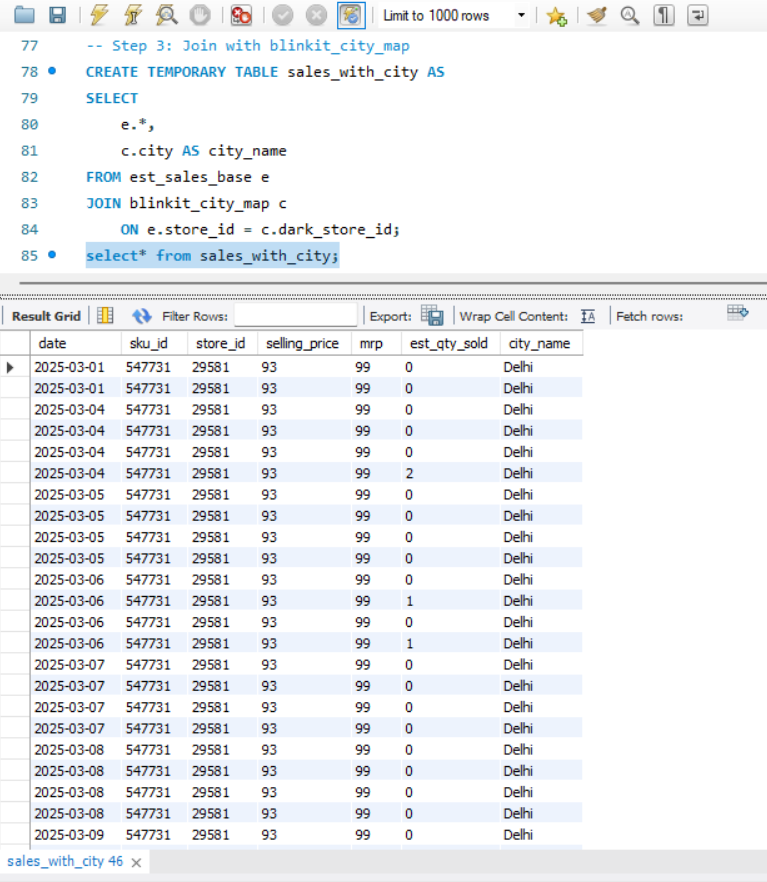 Limit to 1000 rows
77 -- Step 3: Join with blinkit_city_map
78 CREATE TEMPORARY TABLE sales_with_city AS
79 SELECT
80 e.*,
81 c.city AS city_name
82 FROM est_sales_base e
83 JOIN blinkit_city_map c
84 ON e.store_id = c.dark_store_id;
85 select* from sales_with_city;
Result Grid Filter Rows: Export: Wrap Cell Content: IA Fetch rows:
date sku_id store_id selling_price mrp est_qty_sold city_name
2025-03-01 547731 29581 93 99 0 Delhi
2025-03-01 547731 29581 93 99 0 Delhi
2025-03-04 547731 29581 93 99 0 Delhi
2025-03-04 547731 29581 93 99 0 Delhi
2025-03-04 547731 29581 93 99 0 Delhi
2025-03-04 547731 29581 93 99 2 Delhi
2025-03-05 547731 29581 93 99 0 Delhi
2025-03-05 547731 29581 93 99 0 Delhi
2025-03-05 547731 29581 93 99 0 Delhi
2025-03-05 547731 29581 93 99 0 Delhi
2025-03-06 547731 29581 93 99 0 Delhi
2025-03-06 547731 29581 93 99 1 Delhi
2025-03-06 547731 29581 93 99 0 Delhi
2025-03-06 547731 29581 93 99 1 Delhi
2025-03-07 547731 29581 93 99 0 Delhi
2025-03-07 547731 29581 93 99 0 Delhi
2025-03-07 547731 29581 93 99 0 Delhi
2025-03-07 547731 29581 93 99 0 Delhi
2025-03-08 547731 29581 93 99 0 Delhi
2025-03-08 547731 29581 93 99 0 Delhi
2025-03-08 547731 29581 93 99 0 Delhi
2025-03-08 547731 29581 93 99 0 Delhi
2025-03-09 547731 29581 93 99 0 Delhi
sales_with_city 46